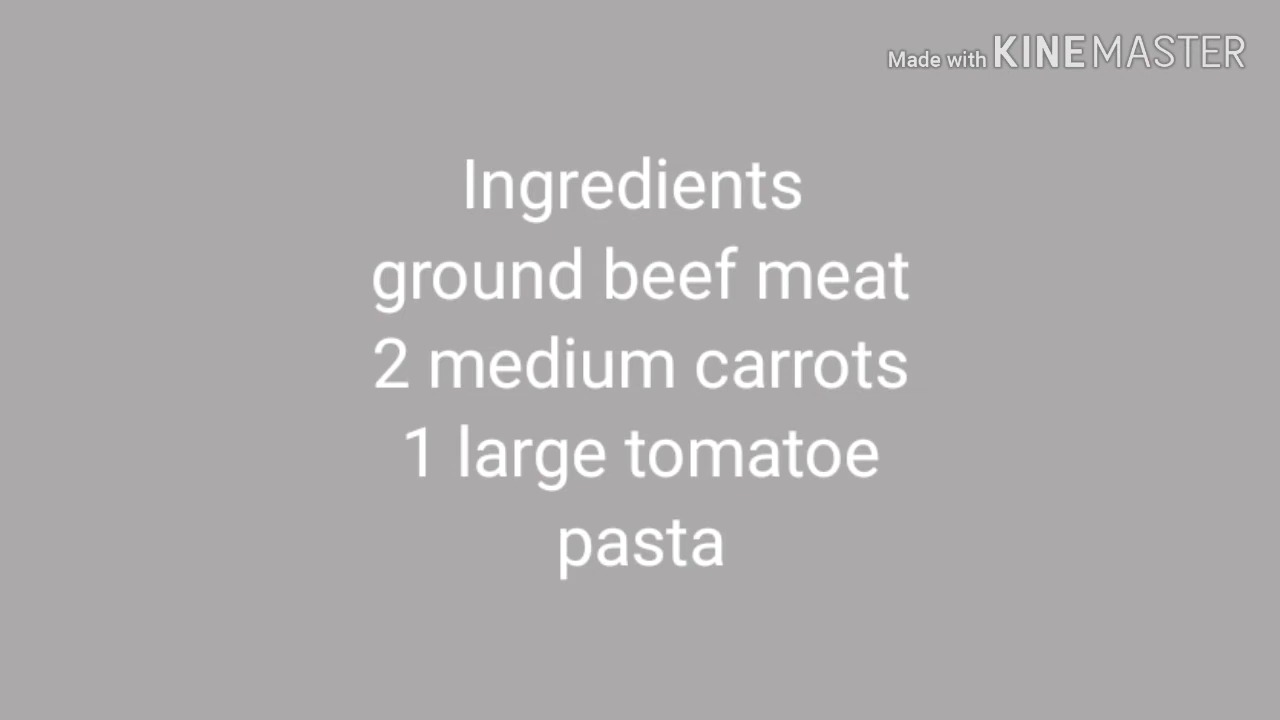 Made with KINEMASTER
Ingredients
ground beef meat
2 medium carrots
1 large tomatoe
pasta